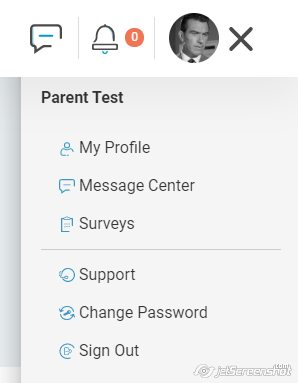 0
Parent Test
My Profile
Message Center
Surveys
Support
Change Password
Sign Out
jetScreenshot